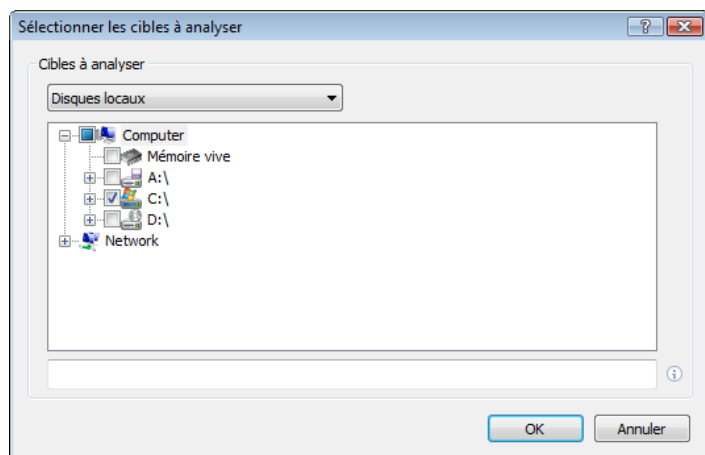 Sélectionner les cibles à analyser
Cibles à analyser
Disques locaux
Computer
Mémoire vive
A:\
C:\
D:\
Network
OK Annuler